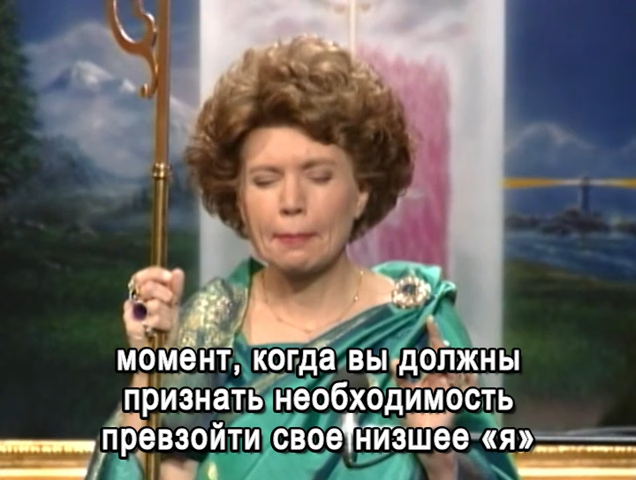 момент, когда вы должны
признать необходимость
превзойти свое низшее «я»